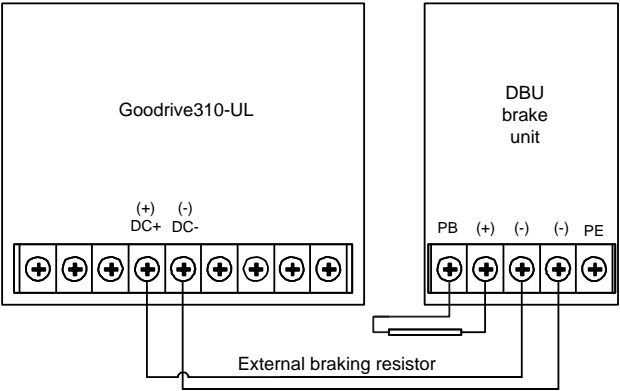 Goodrive310-UL
DBU
brake
unit
(+) (-)
DC+ DC-
PB (+) (-) (-) PE
External braking resistor